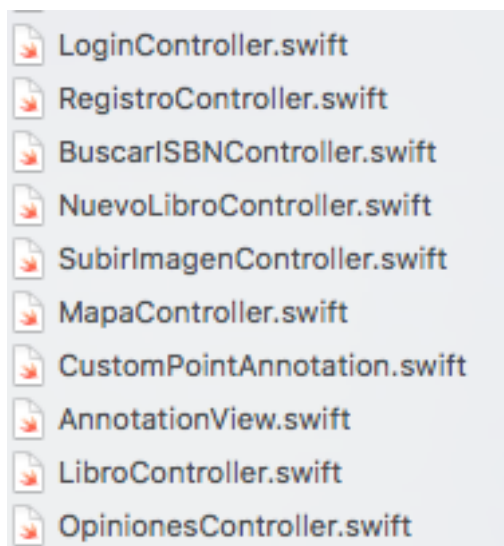 LoginController.swift
RegistroController.swift
BuscarISBNController.swift
NuevoLibroController.swift
SubirImagenController.swift
MapaController.swift
CustomPointAnnotation.swift
AnnotationView.swift
LibroController.swift
OpinionesController.swift